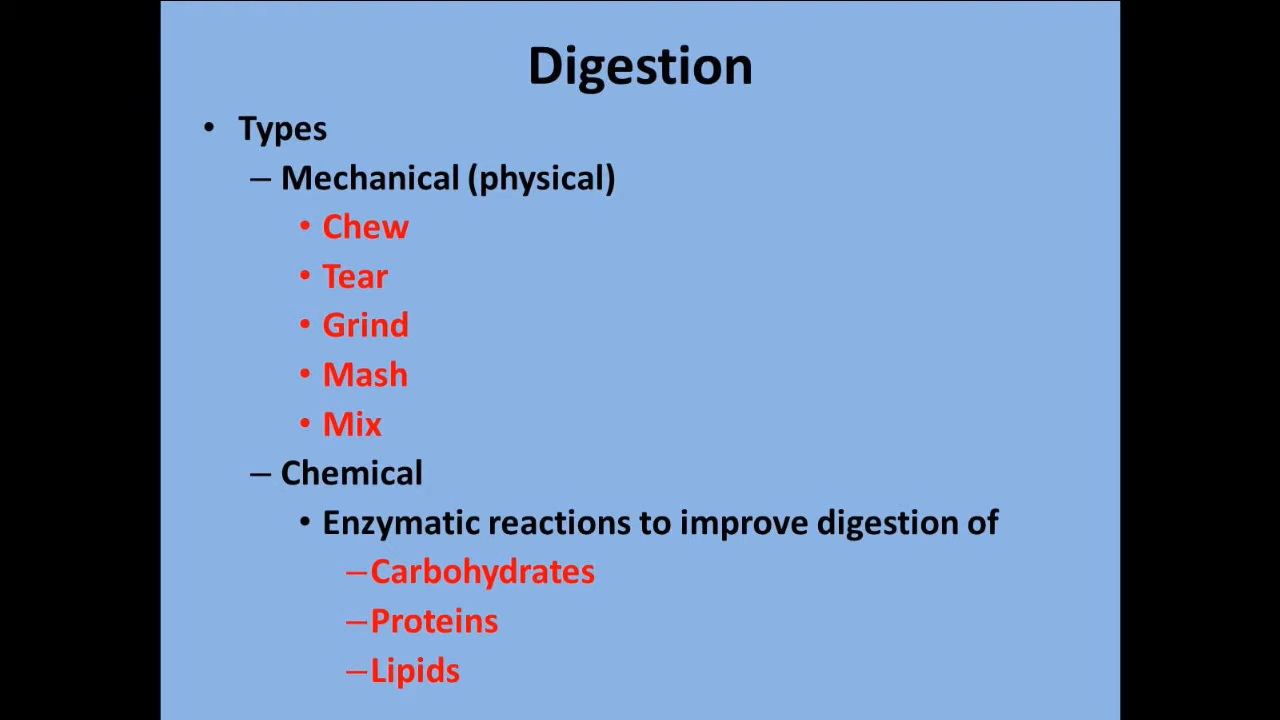 Digestion
• Types
– Mechanical (physical)
• Chew
• Tear
• Grind
• Mash
• Mix
– Chemical
• Enzymatic reactions to improve digestion of
–Carbohydrates
–Proteins
–Lipids